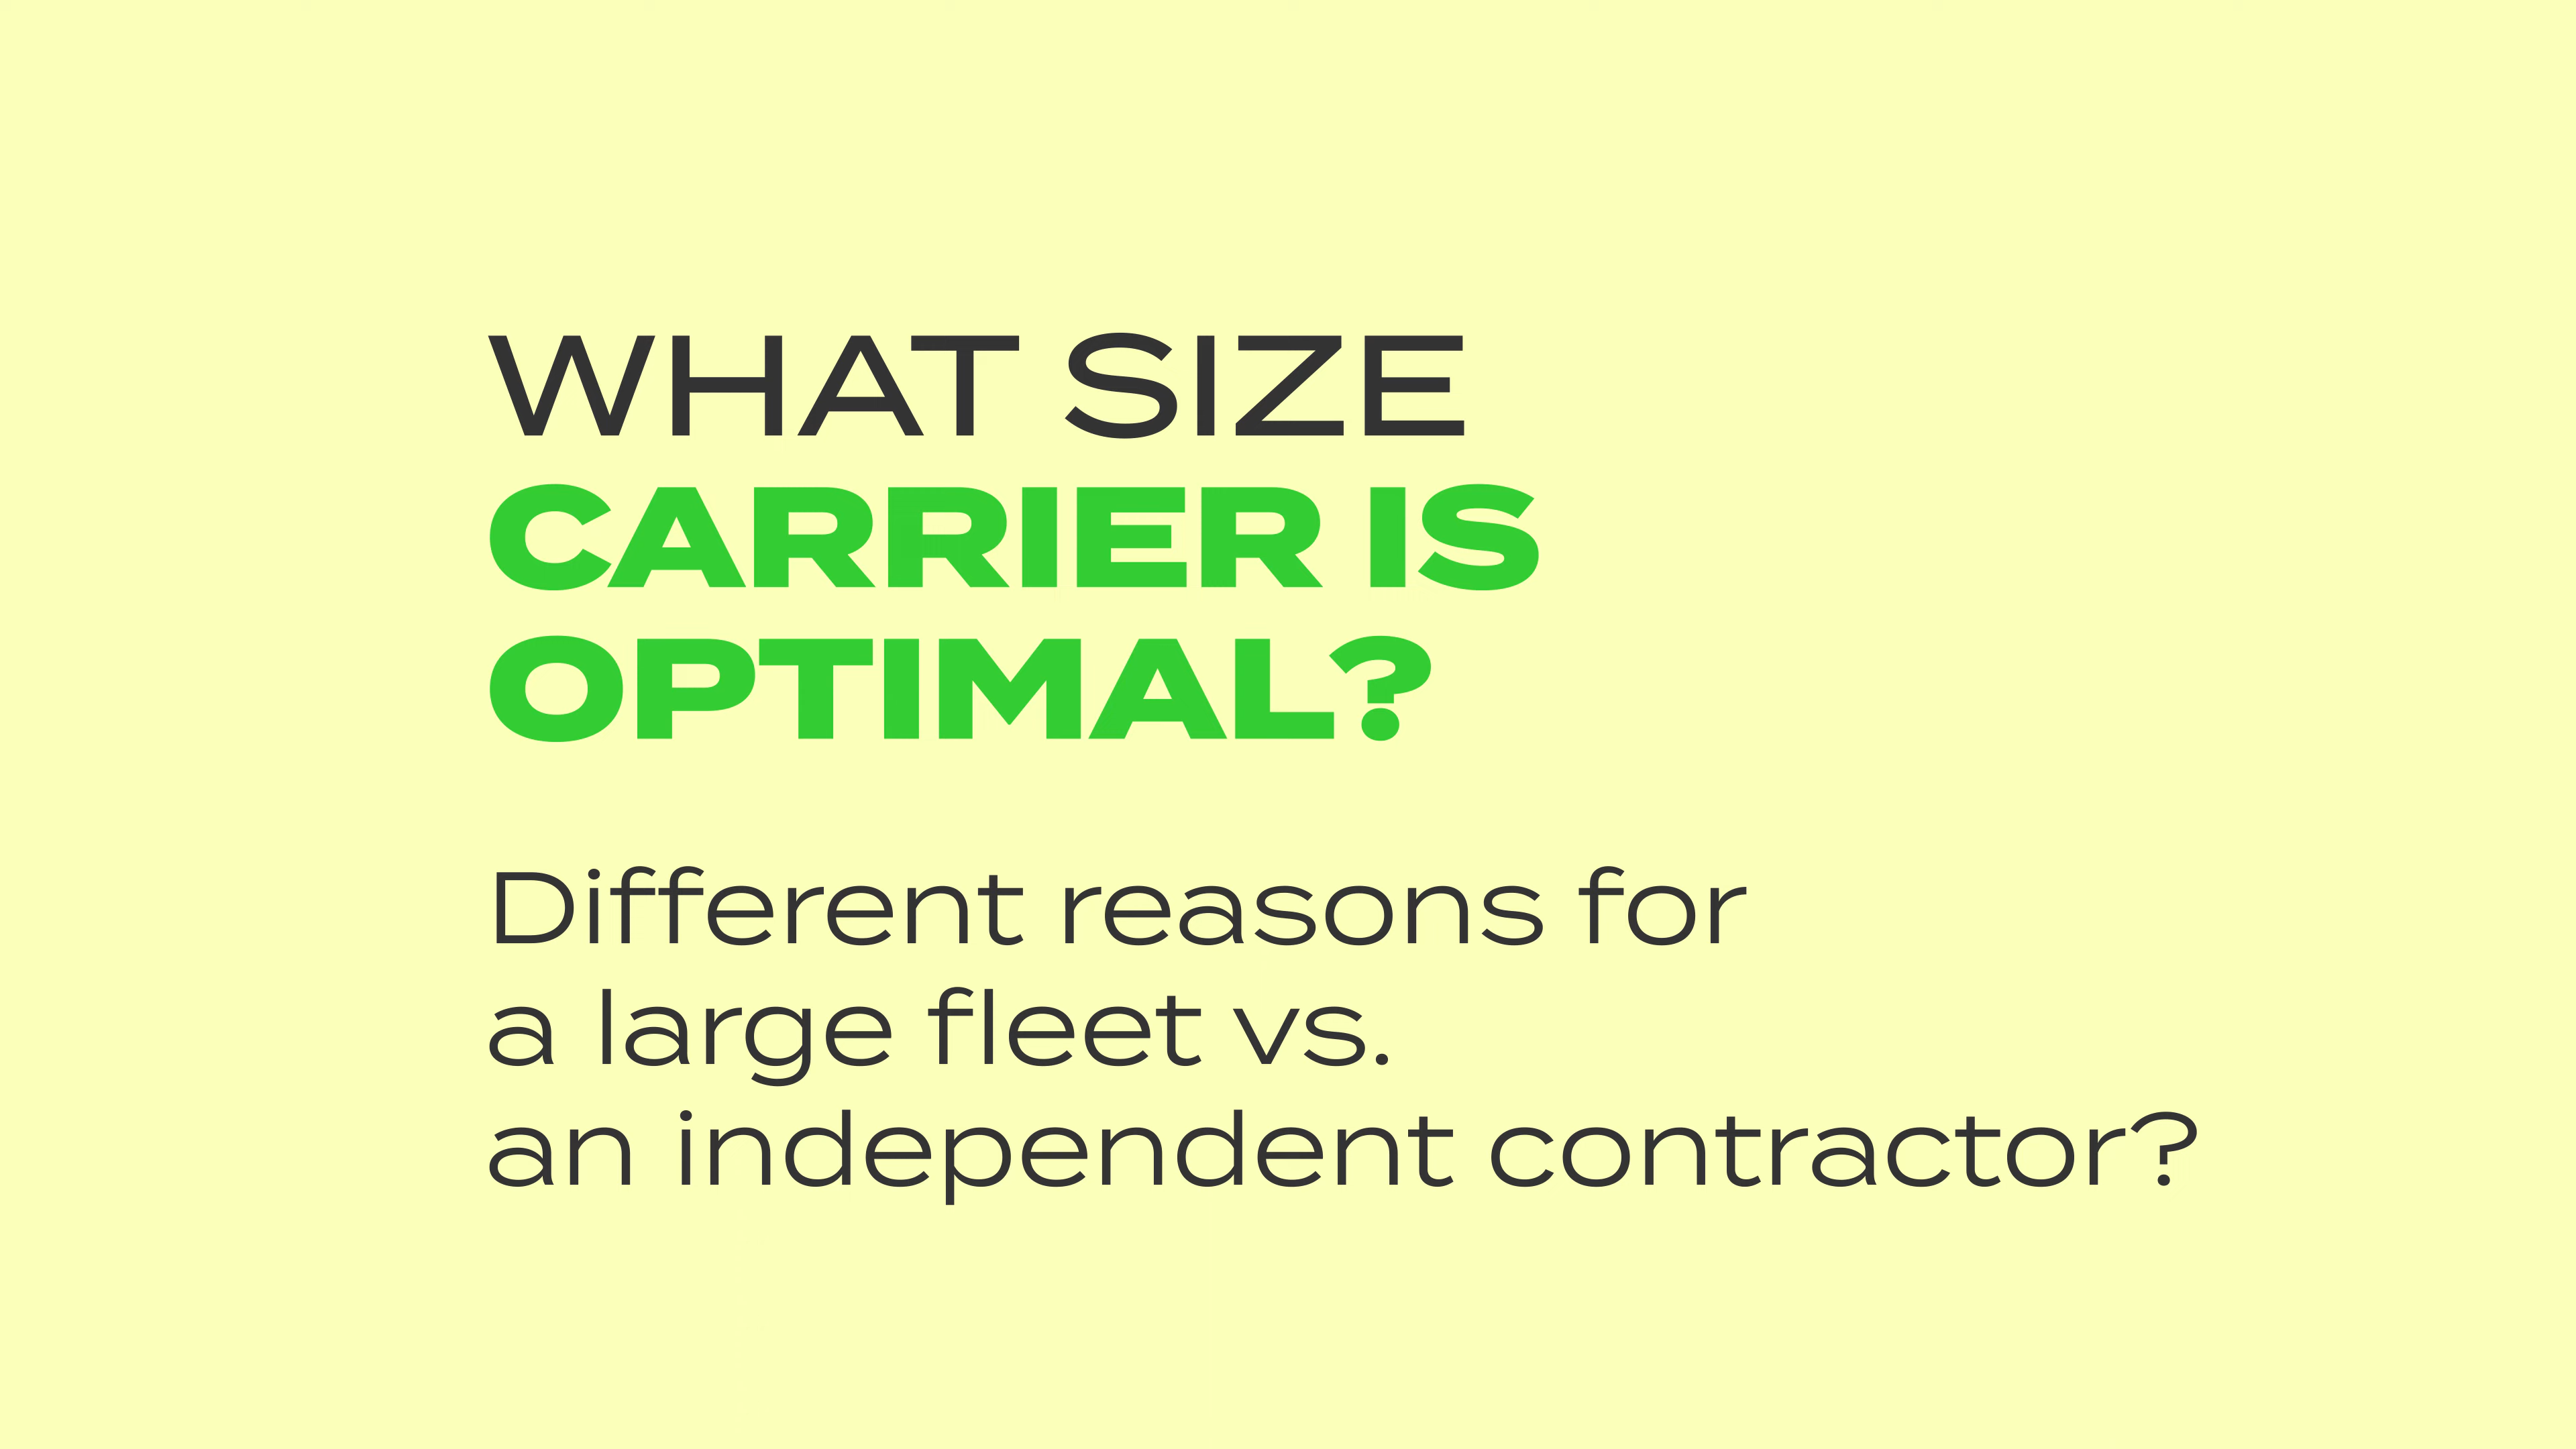 WHAT SIZE
CARRIER IS
OPTIMAL?
Different reasons for
a large fleet vs.
an independent contractor?